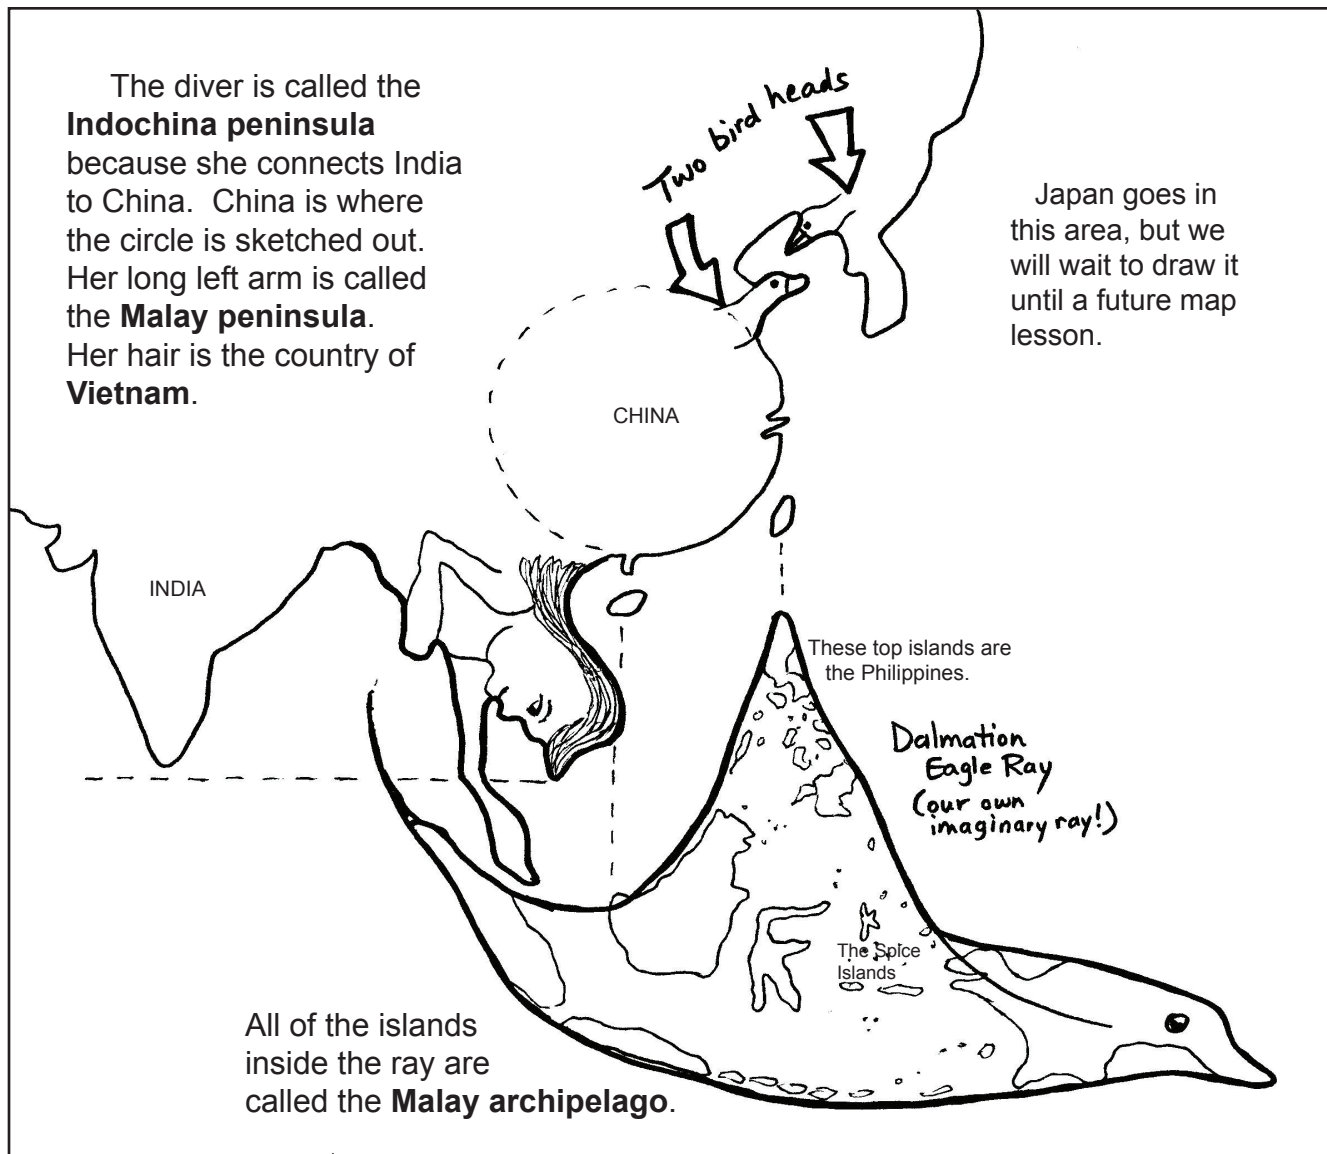 The diver is called the
Indochina peninsula
because she connects India
to China.  China is where
the circle is sketched out.
Her long left arm is called
the Malay peninsula.
Her hair is the country of
Vietnam.
Two bird heads
Japan goes in
this area, but we
will wait to draw it
until a future map
lesson.
CHINA
INDIA
These top islands are
the Philippines.
Dalmation
Eagle Ray
(our own
imaginary ray!)
The Spice
Islands
All of the islands
inside the ray are
called the Malay archipelago.